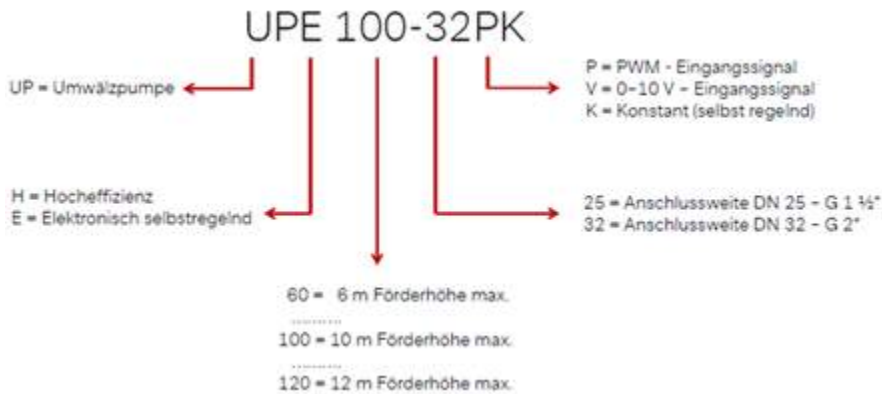 UPE 100-32PK
UP = Umwälzpumpe
P = PWM - Eingangssignal
V = 0-10 V - Eingangssignal
K = Konstant (selbst regelnd)
H = Hocheffizienz
E = Elektronisch selbstregelnd
25 = Anschlussweite DN 25 - G 1 ½"
32 = Anschlussweite DN 32 - G 2"
60 = 6 m Förderhöhe max.
...........
100 = 10 m Förderhöhe max.
...........
120 = 12 m Förderhöhe max.